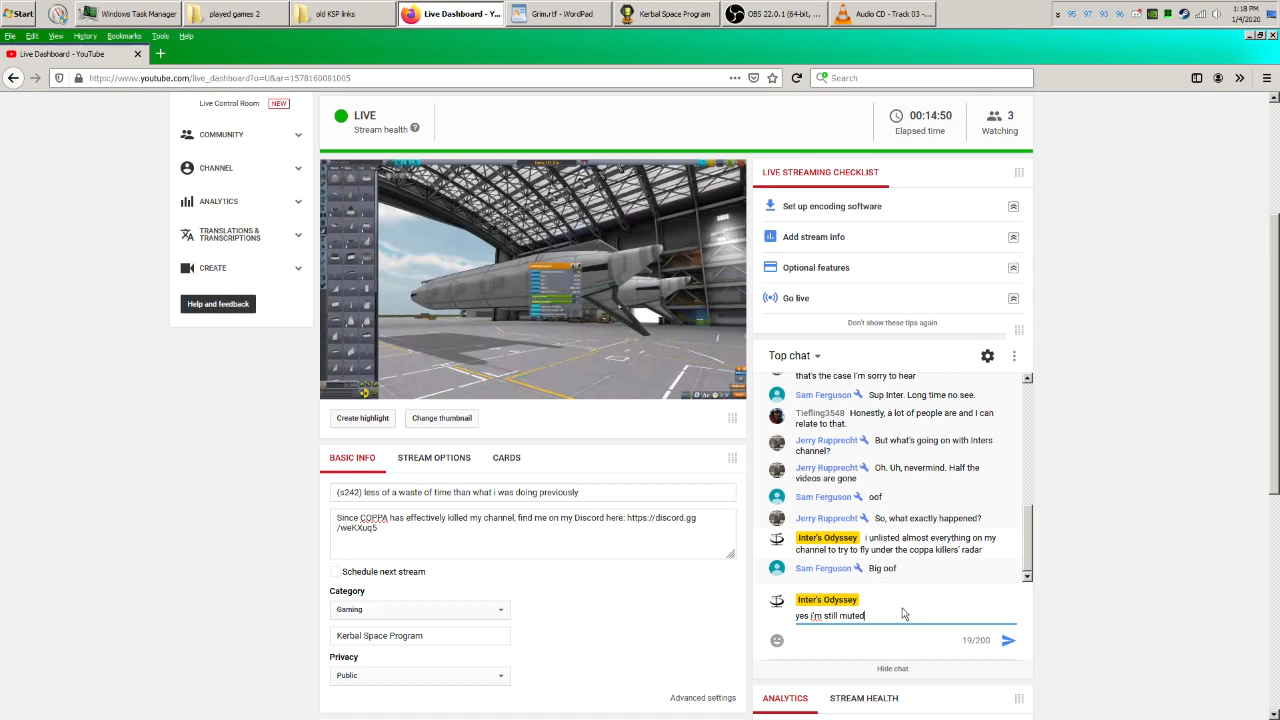 Start
Windows Task Manager
played games 2
old KSP links
Live Dashboard - Y...
Grim.rtf - WordPad
Kerbal Space Program
OBS 22.0.1 (64-bit, ...
Audio CD - Track 03 -...
95 97 90 96
1:18 PM
1/4/2020
File Edit View History Bookmarks Tools Help
Live Dashboard - YouTube
https://www.youtube.com/live_dashboard?o=U&ar=1578160081005
Search
Live Control Room NEW
COMMUNITY
CHANNEL
ANALYTICS
TRANSLATIONS &
TRANSCRIPTIONS
CREATE
Help and feedback
LIVE
Stream health
00:14:50
Elapsed time
3
Watching
Create highlight
Change thumbnail
BASIC INFO
STREAM OPTIONS
CARDS
(s242) less of a waste of time than what i was doing previously
Since COPPA has effectively killed my channel, find me on my Discord here: https://discord.gg
/weKXuq5
Schedule next stream
Category
Gaming
Kerbal Space Program
Privacy
Public
Advanced settings
LIVE STREAMING CHECKLIST
Set up encoding software
Add stream info
Optional features
Go live
Don't show these tips again
Top chat
that's the case I'm sorry to hear
Sam Ferguson Sup Inter. Long time no see.
Tiefling3548 Honestly, a lot of people are and I can
relate to that.
Jerry Rupprecht But what's going on with Inters
channel?
Jerry Rupprecht Oh. Uh, nevermind. Half the
videos are gone
Sam Ferguson oof
Jerry Rupprecht So, what exactly happened?
Inter's Odyssey i unlisted almost everything on my
channel to try to fly under the coppa killers' radar
Sam Ferguson Big oof
Inter's Odyssey
yes i'm still muted
19/200
Hide chat
ANALYTICS
STREAM HEALTH